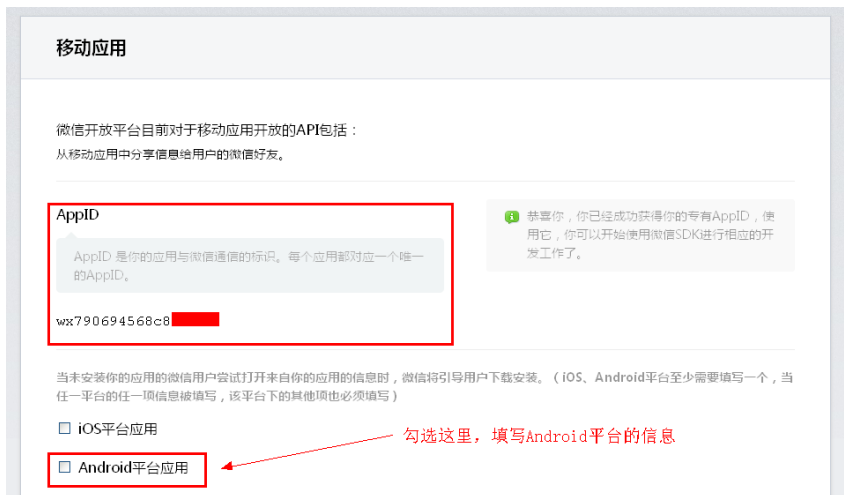 移动应用
微信开放平台目前对于移动应用开放的API包括：
从移动应用中分享信息给用户的微信好友。
AppID
AppID 是你的应用与微信通信的标识。每个应用都对应一个唯一
的AppID。
wx790694568c8
恭喜你，你已经成功获得你的专有AppID，使
用它，你可以开始使用微信SDK进行相应的开
发工作了。
当未安装你的应用的微信用户尝试打开来自你的应用的信息时，微信将引导用户下载安装。（iOS、Android平台至少需要填写一个，当
任一平台的任一项信息被填写，该平台下的其他项也必须填写）
iOS平台应用
勾选这里，填写Android平台的信息
Android平台应用